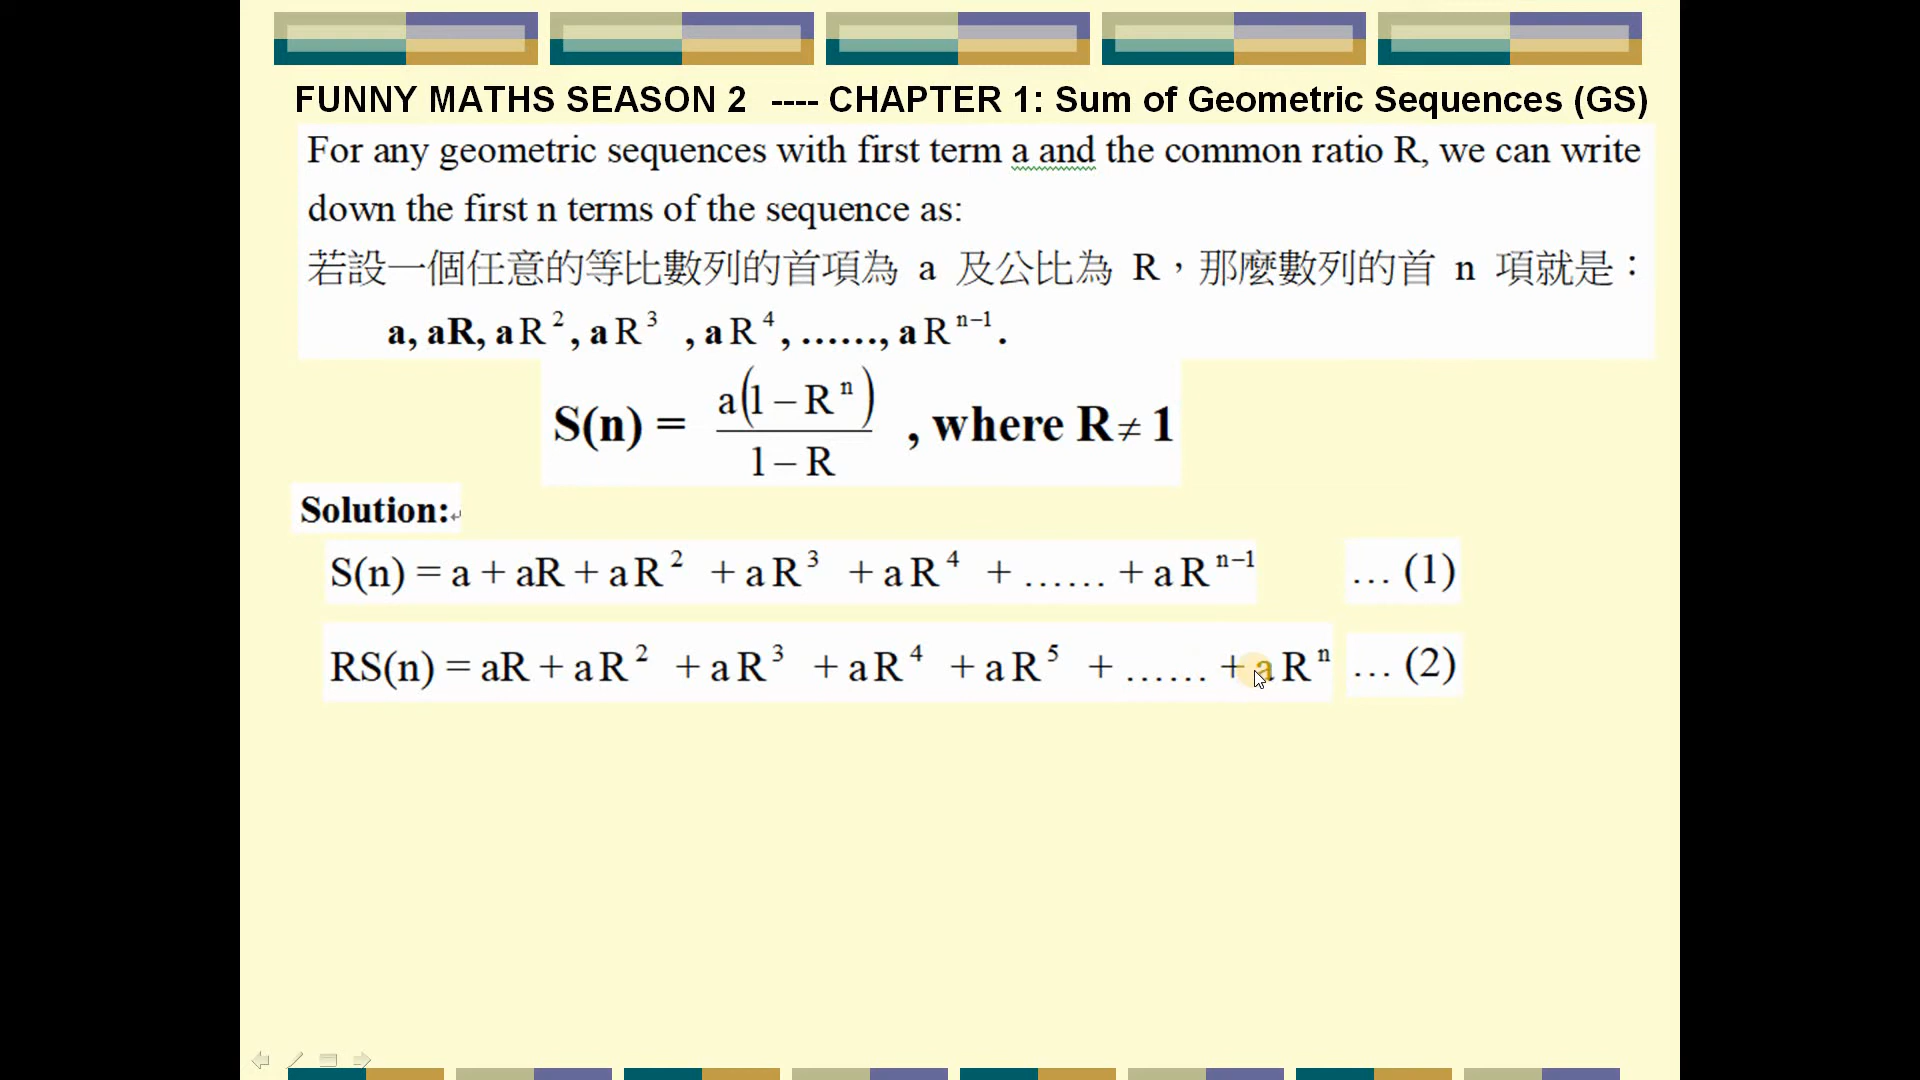 FUNNY MATHS SEASON 2 ---- CHAPTER 1: Sum of Geometric Sequences (GS)
For any geometric sequences with first term a and the common ratio R, we can write
down the first n terms of the sequence as:
若設一個任意的等比數列的首項為 a 及公比為 R，那麼數列的首 n 項就是：
a, aR, aR², aR³, aR⁴, ……, aRⁿ⁻¹.
S(n) = a(1 – Rⁿ) / (1 – R), where R ≠ 1
Solution:
S(n) = a + aR + aR² + aR³ + aR⁴ + …… + aRⁿ⁻¹ … (1)
RS(n) = aR + aR² + aR³ + aR⁴ + aR⁵ + …… + aRⁿ … (2)